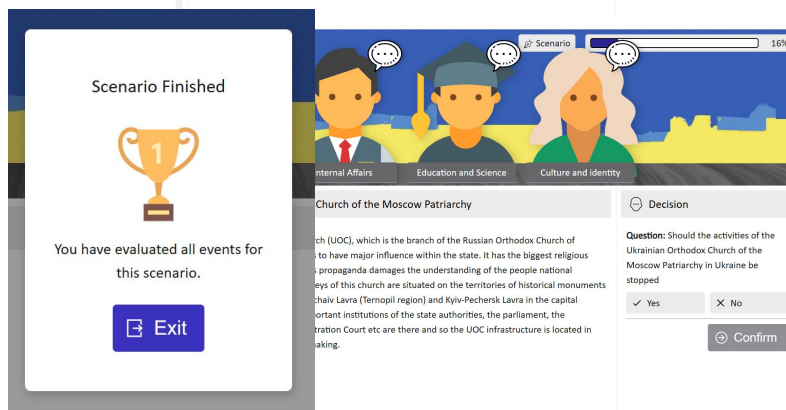 Scenario Finished
1
You have evaluated all events for
this scenario.
Exit
Scenario
16%
nternal Affairs
Education and Science
Culture and identity
Church of the Moscow Patriarchy
rch (UOC), which is the branch of the Russian Orthodox Church of
to have major influence within the state. It has the biggest religious
propaganda damages the understanding of the people national
eys of this church are situated on the territories of historical monuments
chaiv Lavra (Ternopil region) and Kyiv-Pechersk Lavra in the capital
ortant institutions of the state authorities, the parliament, the
tration Court etc are there and so the UOC infrastructure is located in
aking.
Decision
Question: Should the activities of the
Ukrainian Orthodox Church of the
Moscow Patriarchy in Ukraine be
stopped
Yes
No
Confirm